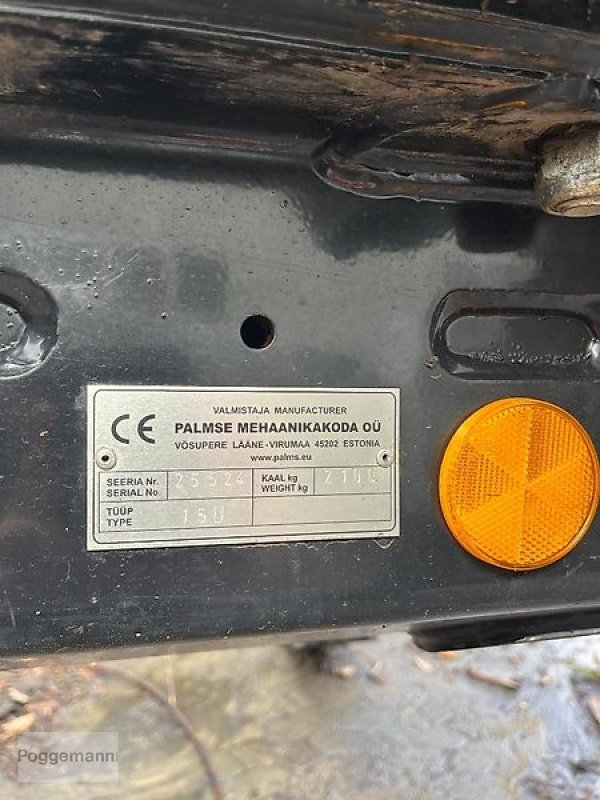 VALMISTAJA MANUFACTURER
CE PALMSE MEHAANIKAKODA OÜ
VÕSUPERE LÄÄNE-VIRUMAA 45202 ESTONIA
www.palms.eu
SEERIA Nr. 25524 KAAL kg
SERIAL No. WEIGHT kg
TÜÜP 15U
TYPE
Poggemann